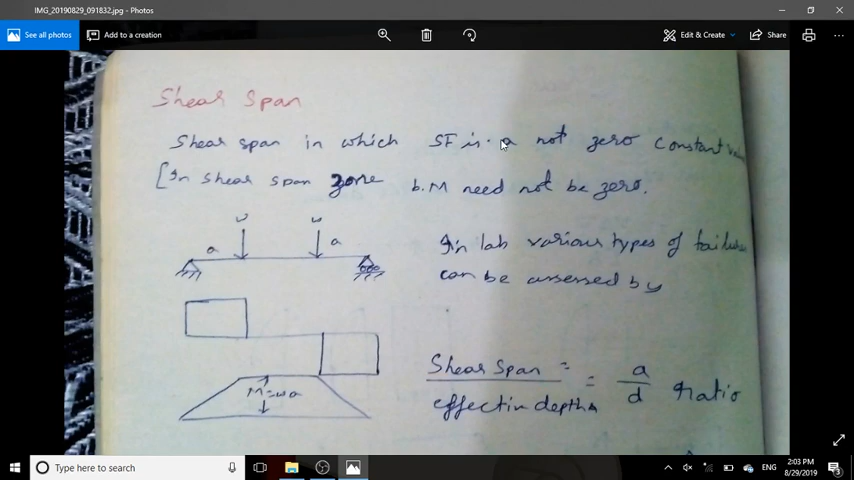 IMG_20190829_091832.jpg - Photos
See all photos
Add to a creation
Edit & Create
Share
Shear Span
Shear span in which SF is a not zero constant
[In shear span zone b.M need not be zero.
w w
a a
In lab various types of failure
can be assessed by
M=wa
Shear Span = = a ratio
effectin depth d
Type here to search
ENG
2:03 PM
8/29/2019
3